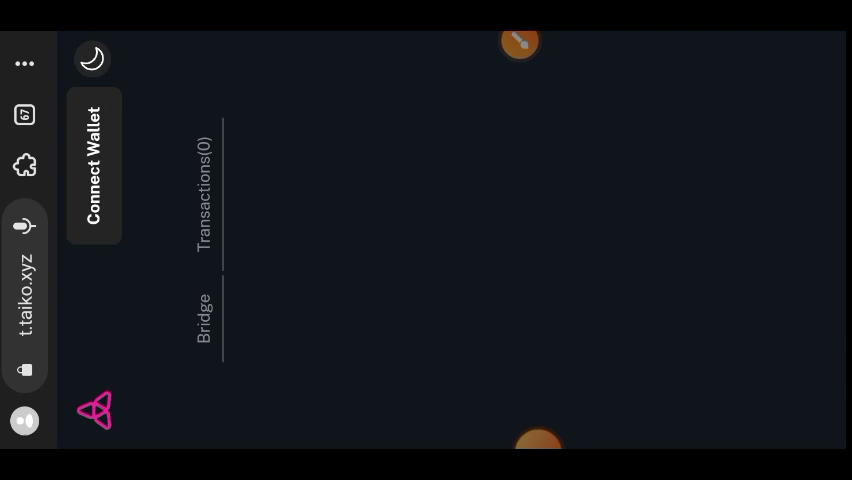 t.taiko.xyz
67
Connect Wallet
Bridge
Transactions(0)